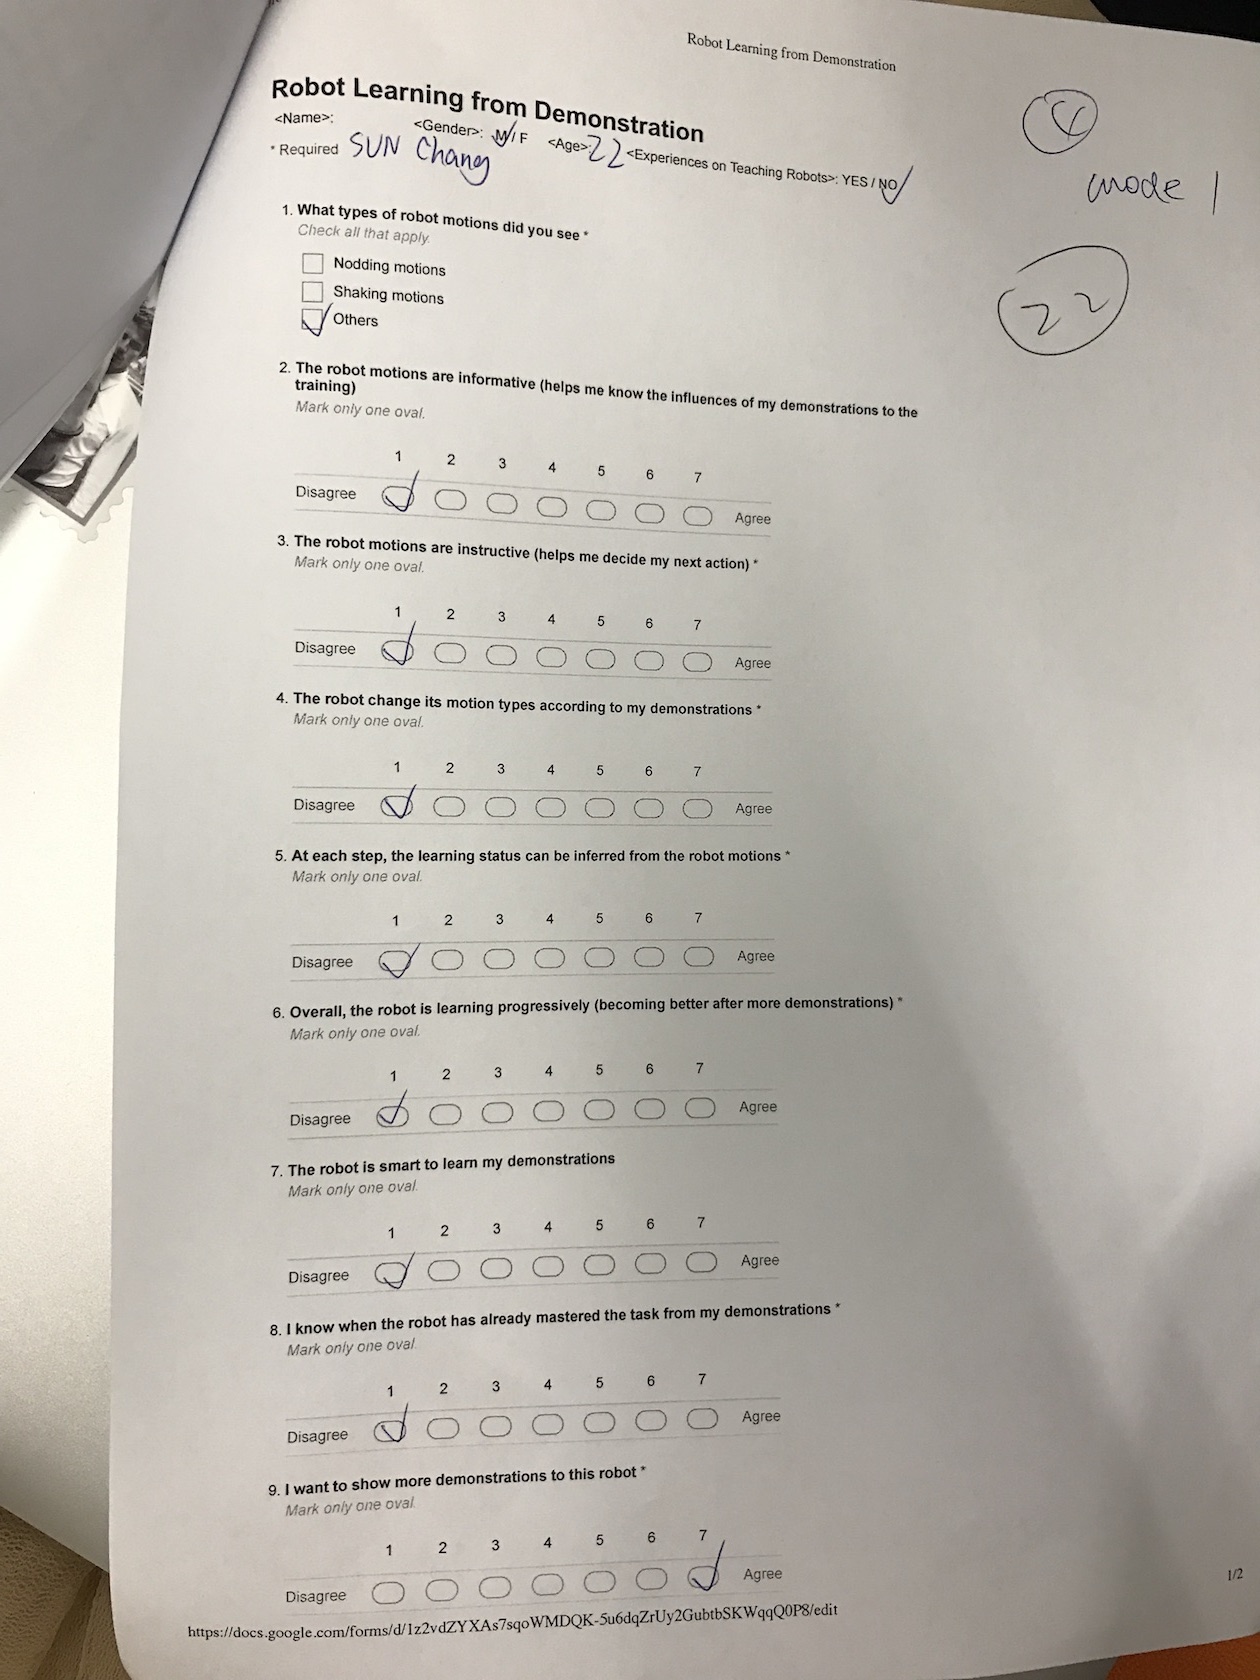 Robot Learning from Demonstration
Robot Learning from Demonstration
<Name>: <Gender>: M / F <Age>: 22 <Experiences on Teaching Robots>: YES / NO
* Required SUN Chang
mode 1
22
1. What types of robot motions did you see *
Check all that apply.
Nodding motions
Shaking motions
Others
2. The robot motions are informative (helps me know the influences of my demonstrations to the
training)
Mark only one oval.
1 2 3 4 5 6 7
Disagree Agree
3. The robot motions are instructive (helps me decide my next action) *
Mark only one oval.
1 2 3 4 5 6 7
Disagree Agree
4. The robot change its motion types according to my demonstrations *
Mark only one oval.
1 2 3 4 5 6 7
Disagree Agree
5. At each step, the learning status can be inferred from the robot motions *
Mark only one oval.
1 2 3 4 5 6 7
Disagree Agree
6. Overall, the robot is learning progressively (becoming better after more demonstrations) *
Mark only one oval.
1 2 3 4 5 6 7
Disagree Agree
7. The robot is smart to learn my demonstrations
Mark only one oval.
1 2 3 4 5 6 7
Disagree Agree
8. I know when the robot has already mastered the task from my demonstrations *
Mark only one oval.
1 2 3 4 5 6 7
Disagree Agree
9. I want to show more demonstrations to this robot *
Mark only one oval.
1 2 3 4 5 6 7
Disagree Agree
1/2
https://docs.google.com/forms/d/1z2vdZYXAs7sqoWMDQK-5u6dqZrUy2GubtbSKWqqQ0P8/edit